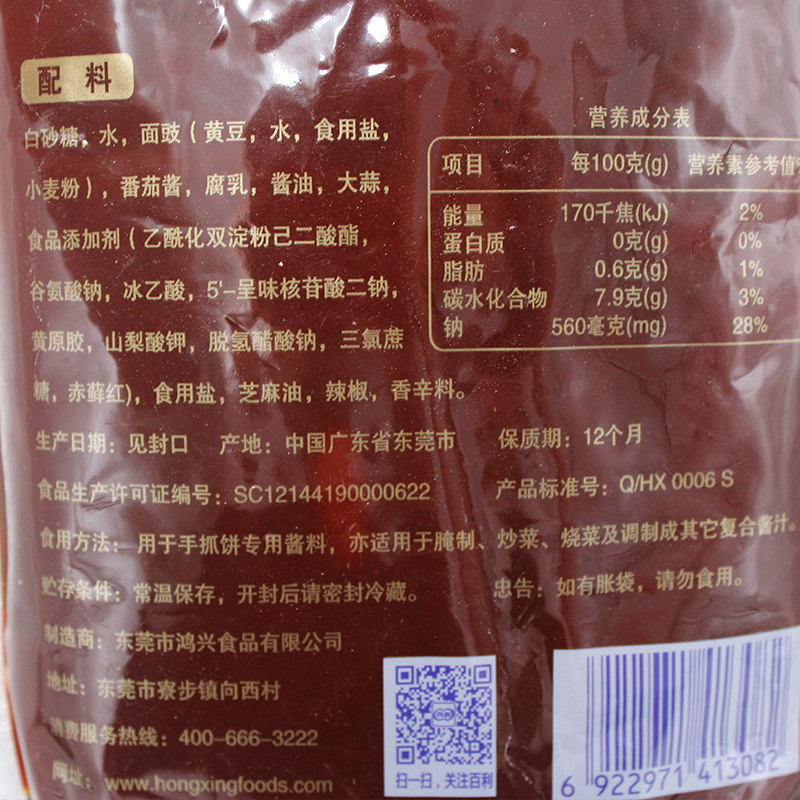 配料
白砂糖，水，面豉（黄豆，水，食用盐，
小麦粉），番茄酱，腐乳，酱油，大蒜，
食品添加剂（乙酰化双淀粉己二酸酯，
谷氨酸钠，冰乙酸，5'-呈味核苷酸二钠，
黄原胶，山梨酸钾，脱氢醋酸钠，三氯蔗
糖，赤藓红)，食用盐，芝麻油，辣椒，香辛料。
营养成分表
项目 每100克(g) 营养素参考值%
能量 170千焦(kJ) 2%
蛋白质 0克(g) 0%
脂肪 0.6克(g) 1%
碳水化合物 7.9克(g) 3%
钠 560毫克(mg) 28%
生产日期：见封口 产地：中国广东省东莞市 保质期：12个月
食品生产许可证编号：SC12144190000622 产品标准号：Q/HX 0006 S
食用方法：用于手抓饼专用酱料，亦适用于腌制、炒菜、烧菜及调制成其它复合酱汁。
贮存条件：常温保存，开封后请密封冷藏。 忠告：如有胀袋，请勿食用。
制造商：东莞市鸿兴食品有限公司
地址：东莞市寮步镇向西村
消费服务热线：400-666-3222
网址：www.hongxingfoods.com
扫一扫，关注百利
6 922971 413082